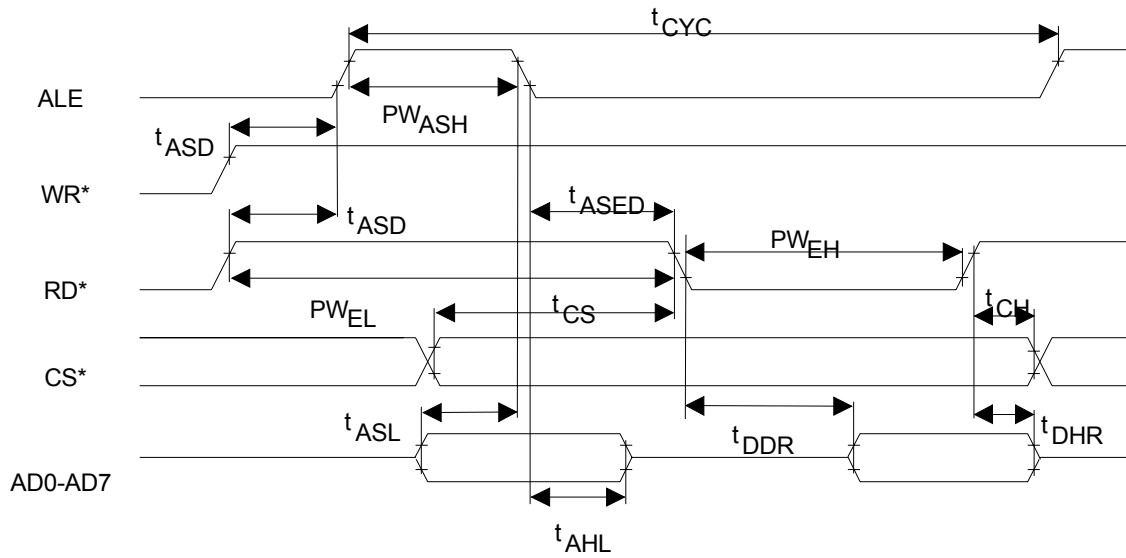 tCYC
ALE
PWASH
tASD
WR*
tASED
tASD
PWEH
RD*
PWEL
tCS
tCH
CS*
tASL
tDDR
tDHR
AD0-AD7
tAHL